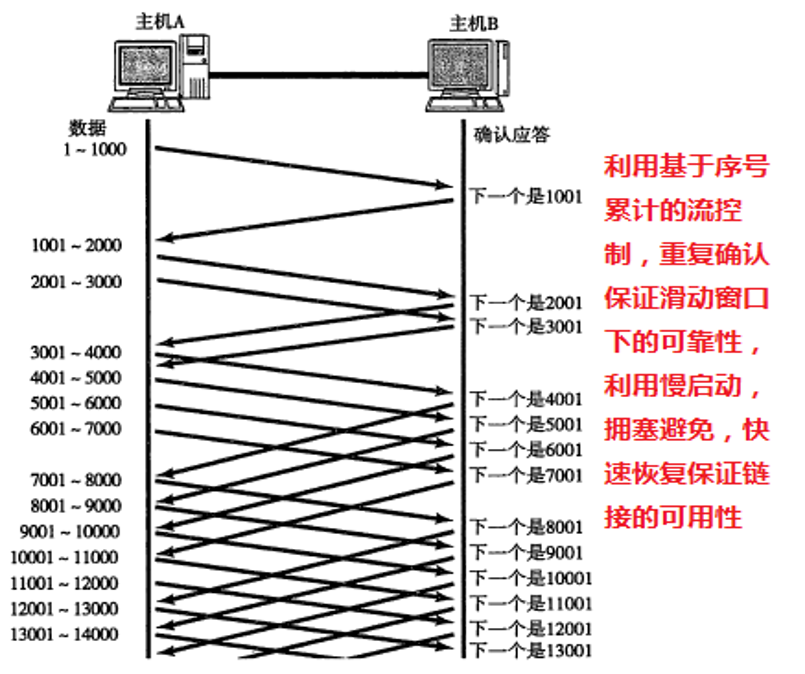 主机A
主机B
数据
确认应答
1~1000
下一个是1001
1001~2000
2001~3000
下一个是2001
下一个是3001
3001~4000
4001~5000
5001~6000
6001~7000
下一个是4001
下一个是5001
下一个是6001
下一个是7001
7001~8000
8001~9000
9001~10000
10001~11000
11001~12000
12001~13000
13001~14000
下一个是8001
下一个是9001
下一个是10001
下一个是11001
下一个是12001
下一个是13001
利用基于序号
累计的流控
制，重复确认
保证滑动窗口
下的可靠性，
利用慢启动，
拥塞避免，快
速恢复保证链
接的可用性